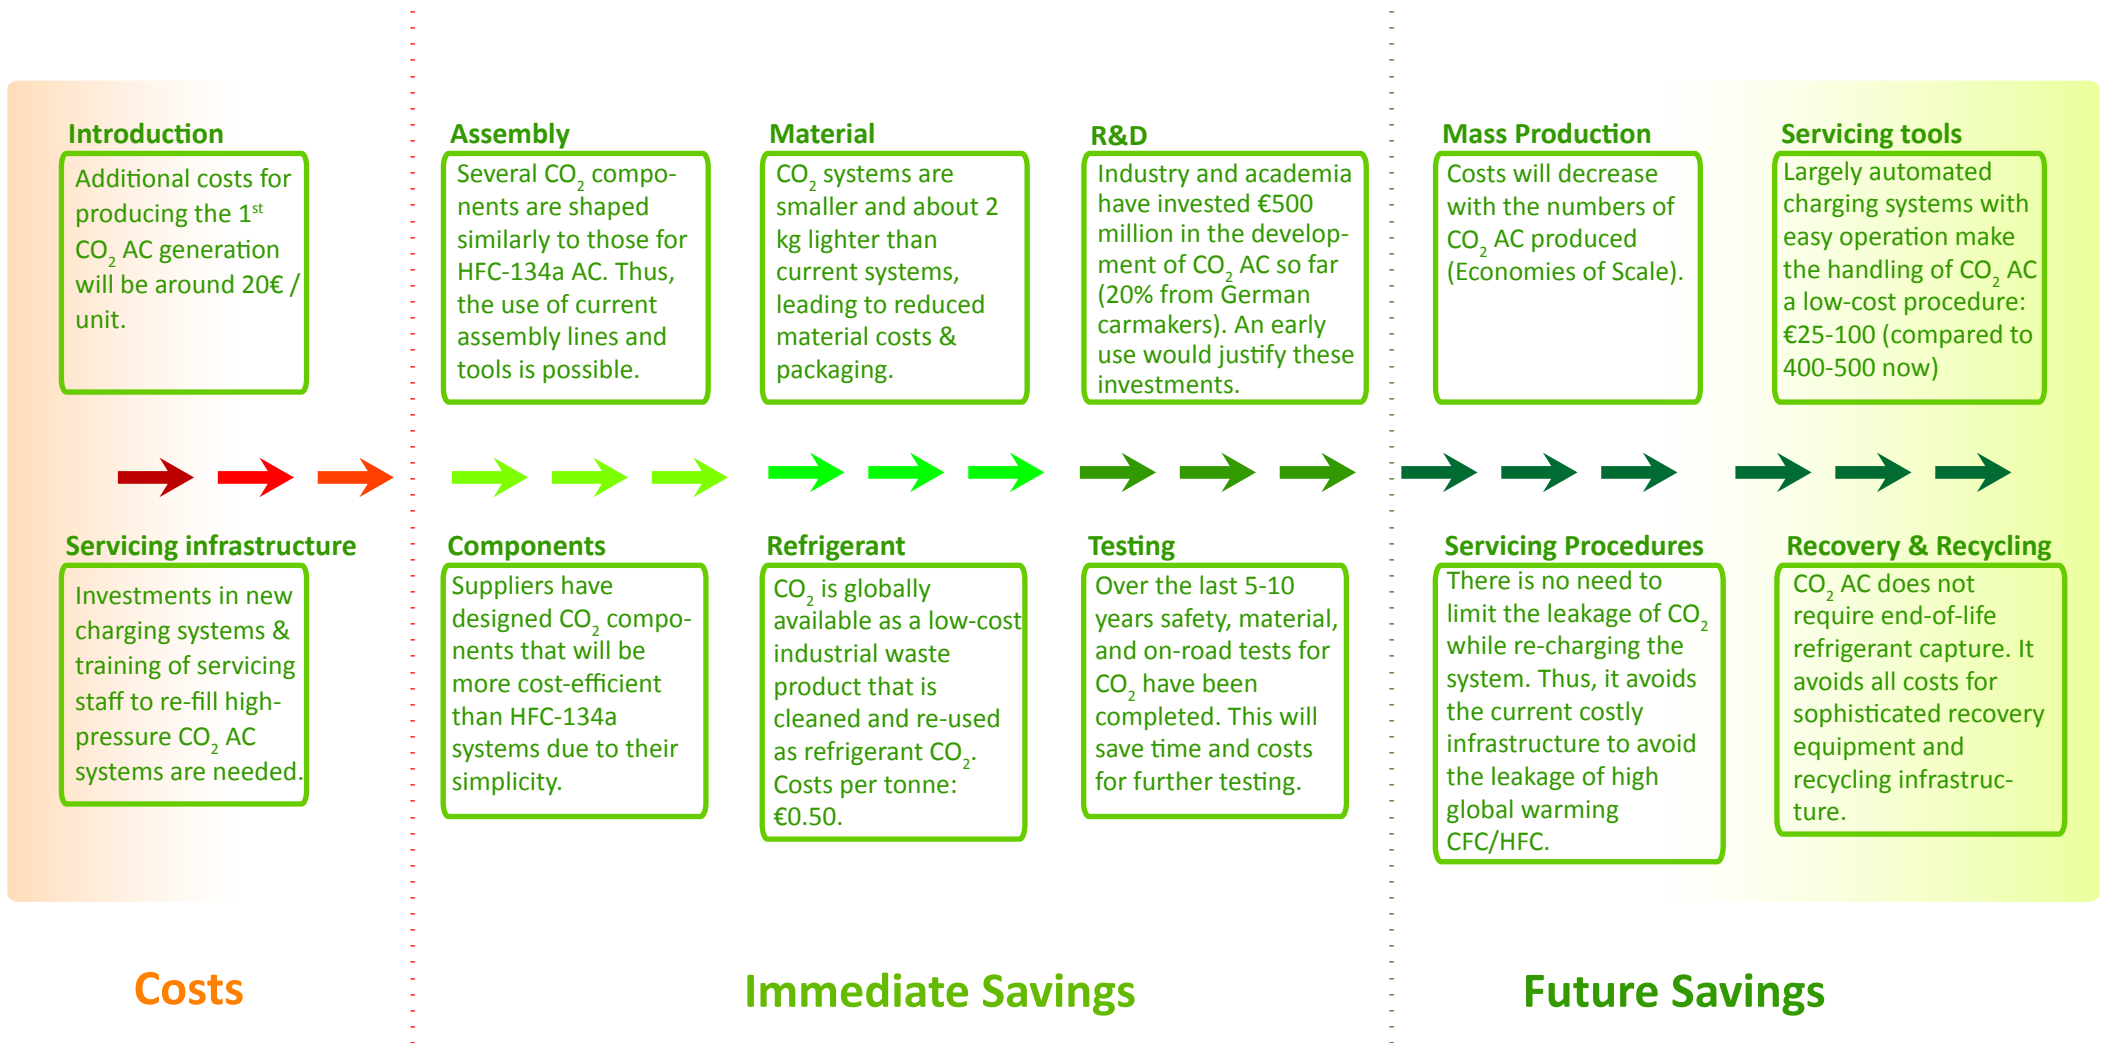 Introduction
Additional costs for
producing the 1st
CO2 AC generation
will be around 20€ /
unit.
Servicing infrastructure
Investments in new
charging systems &
training of servicing
staff to re-fill high-
pressure CO2 AC
systems are needed.
Costs
Assembly
Several CO2 compo-
nents are shaped
similarly to those for
HFC-134a AC. Thus,
the use of current
assembly lines and
tools is possible.
Material
CO2 systems are
smaller and about 2
kg lighter than
current systems,
leading to reduced
material costs &
packaging.
R&D
Industry and academia
have invested €500
million in the develop-
ment of CO2 AC so far
(20% from German
carmakers). An early
use would justify these
investments.
Components
Suppliers have
designed CO2 compo-
nents that will be
more cost-efficient
than HFC-134a
systems due to their
simplicity.
Refrigerant
CO2 is globally
available as a low-cost
industrial waste
product that is
cleaned and re-used
as refrigerant CO2.
Costs per tonne:
€0.50.
Testing
Over the last 5-10
years safety, material,
and on-road tests for
CO2 have been
completed. This will
save time and costs
for further testing.
Immediate Savings
Mass Production
Costs will decrease
with the numbers of
CO2 AC produced
(Economies of Scale).
Servicing tools
Largely automated
charging systems with
easy operation make
the handling of CO2 AC
a low-cost procedure:
€25-100 (compared to
400-500 now)
Servicing Procedures
There is no need to
limit the leakage of CO2
while re-charging the
system. Thus, it avoids
the current costly
infrastructure to avoid
the leakage of high
global warming
CFC/HFC.
Recovery & Recycling
CO2 AC does not
require end-of-life
refrigerant capture. It
avoids all costs for
sophisticated recovery
equipment and
recycling infrastruc-
ture.
Future Savings